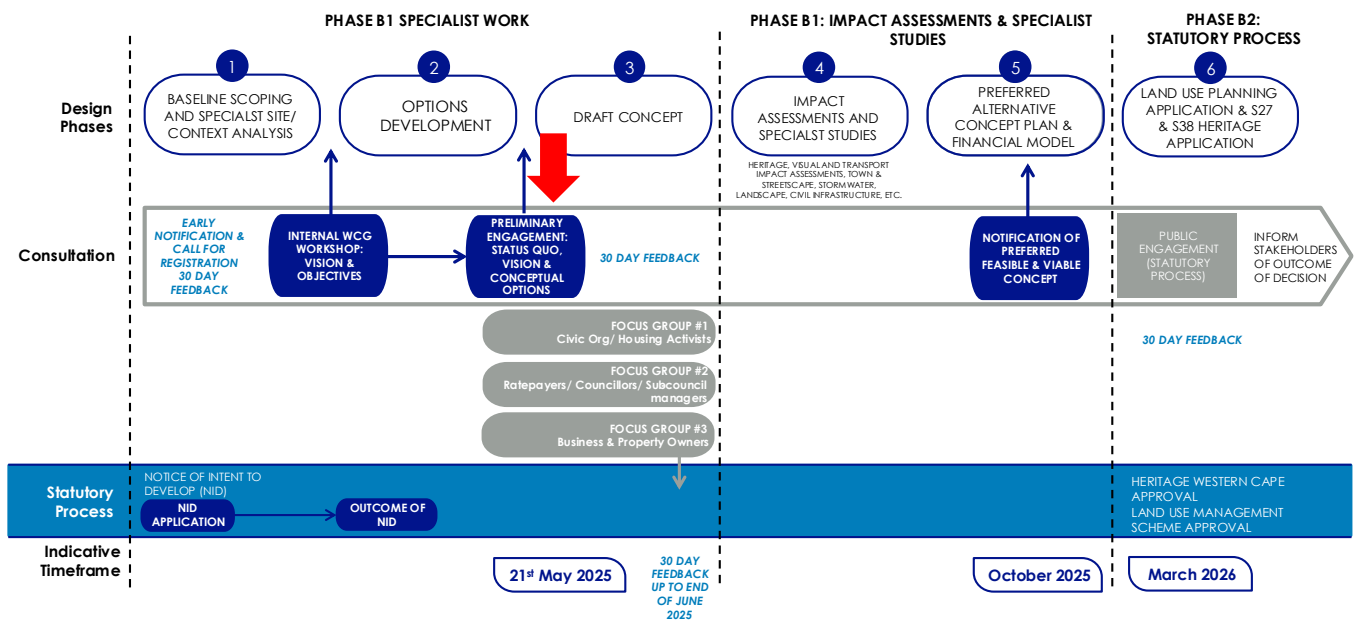 PHASE B1 SPECIALIST WORK
PHASE B1: IMPACT ASSESSMENTS & SPECIALIST
STUDIES
PHASE B2:
STATUTORY PROCESS
Design
Phases
1
BASELINE SCOPING
AND SPECIALIST SITE/
CONTEXT ANALYSIS
2
OPTIONS
DEVELOPMENT
3
DRAFT CONCEPT
4
IMPACT
ASSESSMENTS AND
SPECIALST STUDIES
HERITAGE, VISUAL AND TRANSPORT
IMPACT ASSESSMENTS, TOWN &
STREETSCAPE, STORMWATER,
LANDSCAPE, CIVIL INFRASTRUCTURE, ETC.
5
PREFERRED
ALTERNATIVE
CONCEPT PLAN &
FINANCIAL MODEL
6
LAND USE PLANNING
APPLICATION & S27
& S38 HERITAGE
APPLICATION
Consultation
EARLY
NOTIFICATION &
CALL FOR
REGISTRATION
30 DAY
FEEDBACK
INTERNAL WCG
WORKSHOP:
VISION &
OBJECTIVES
PRELIMINARY
ENGAGEMENT:
STATUS QUO,
VISION &
CONCEPTUAL
OPTIONS
30 DAY FEEDBACK
NOTIFICATION OF
PREFERRED
FEASIBLE & VIABLE
CONCEPT
PUBLIC
ENGAGEMENT
(STATUTORY
PROCESS)
INFORM
STAKEHOLDERS
OF OUTCOME
OF DECISION
30 DAY FEEDBACK
FOCUS GROUP #1
Civic Org/ Housing Activists
FOCUS GROUP #2
Ratepayers/ Councillors/ Subcouncil
managers
FOCUS GROUP #3
Business & Property Owners
Statutory
Process
NOTICE OF INTENT TO
DEVELOP (NID)
NID
APPLICATION
OUTCOME OF
NID
HERITAGE WESTERN CAPE
APPROVAL
LAND USE MANAGEMENT
SCHEME APPROVAL
Indicative
Timeframe
21st May 2025
30 DAY
FEEDBACK
UP TO END
OF JUNE
2025
October 2025
March 2026